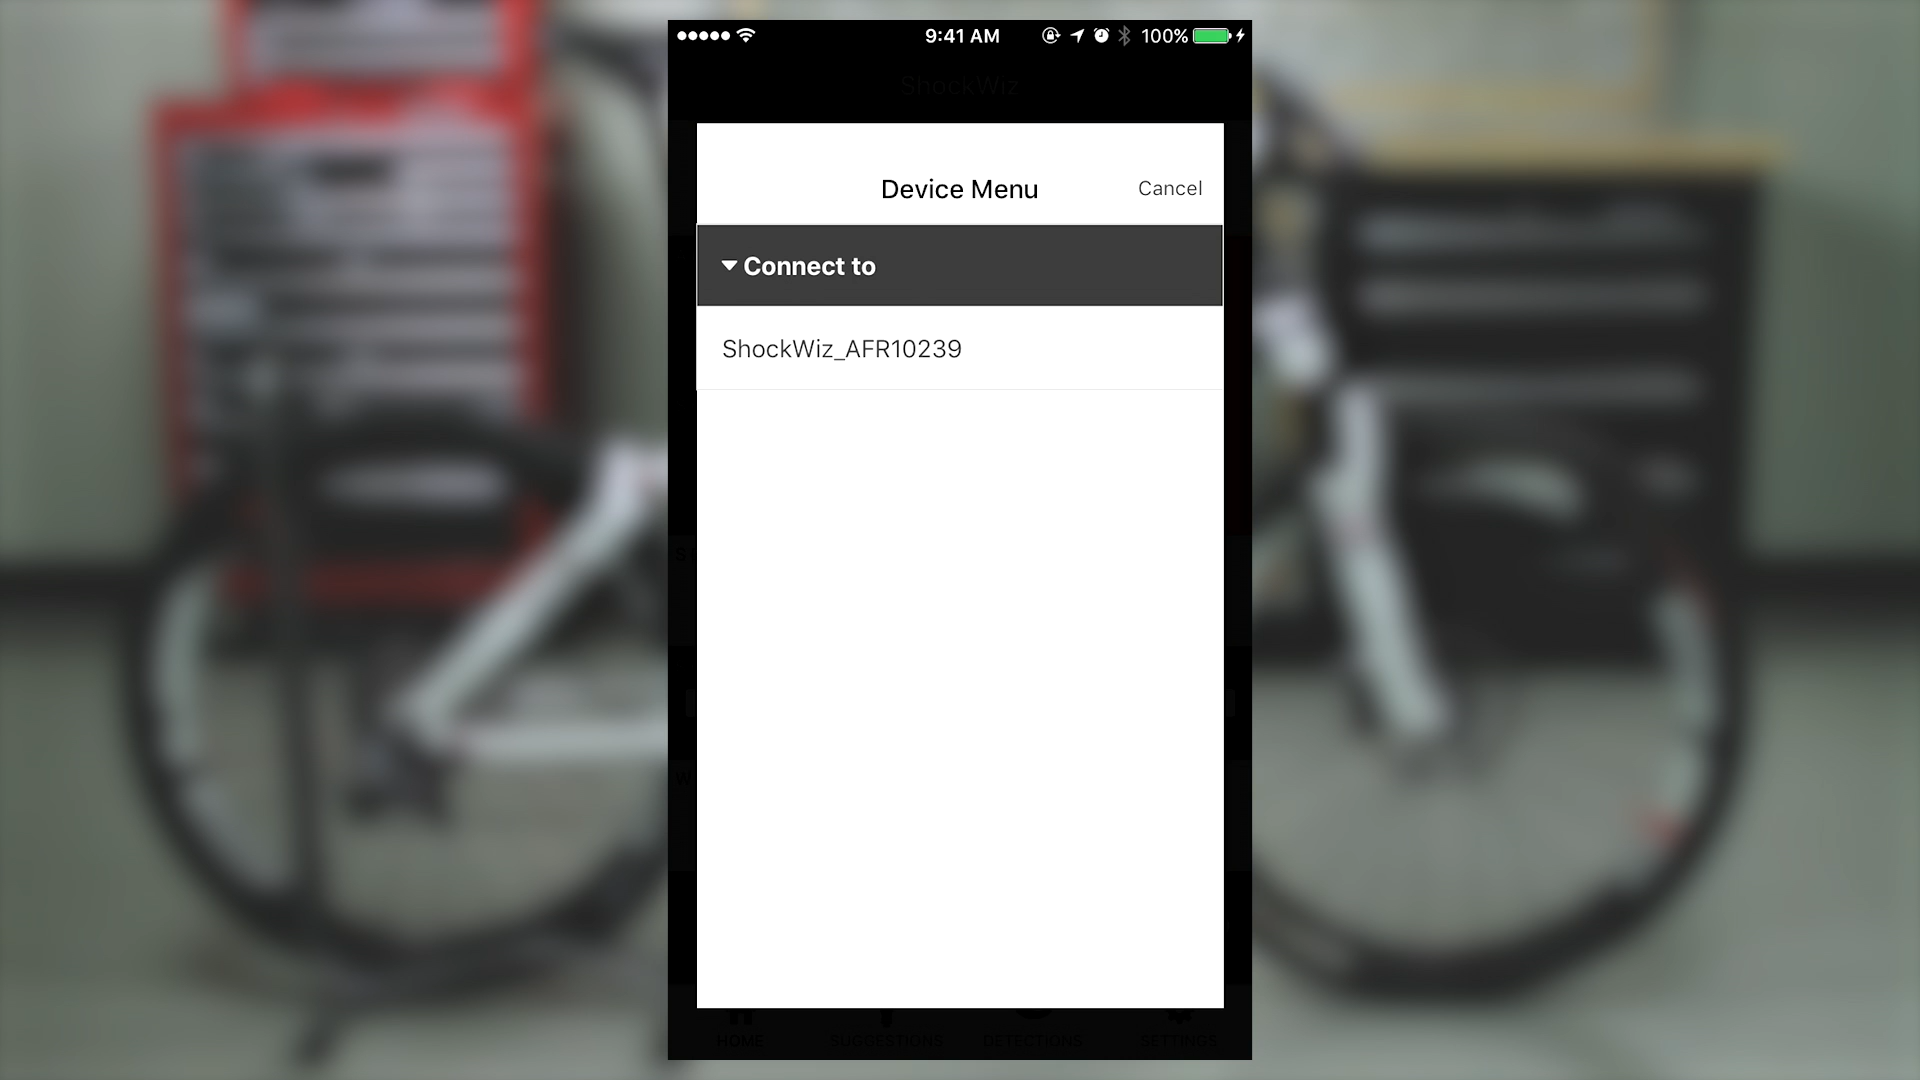 9:41 AM
100%
ShockWiz
Device Menu
Cancel
Connect to
ShockWiz_AFR10239
HOME
SUGGESTIONS
DETECTIONS
SETTINGS